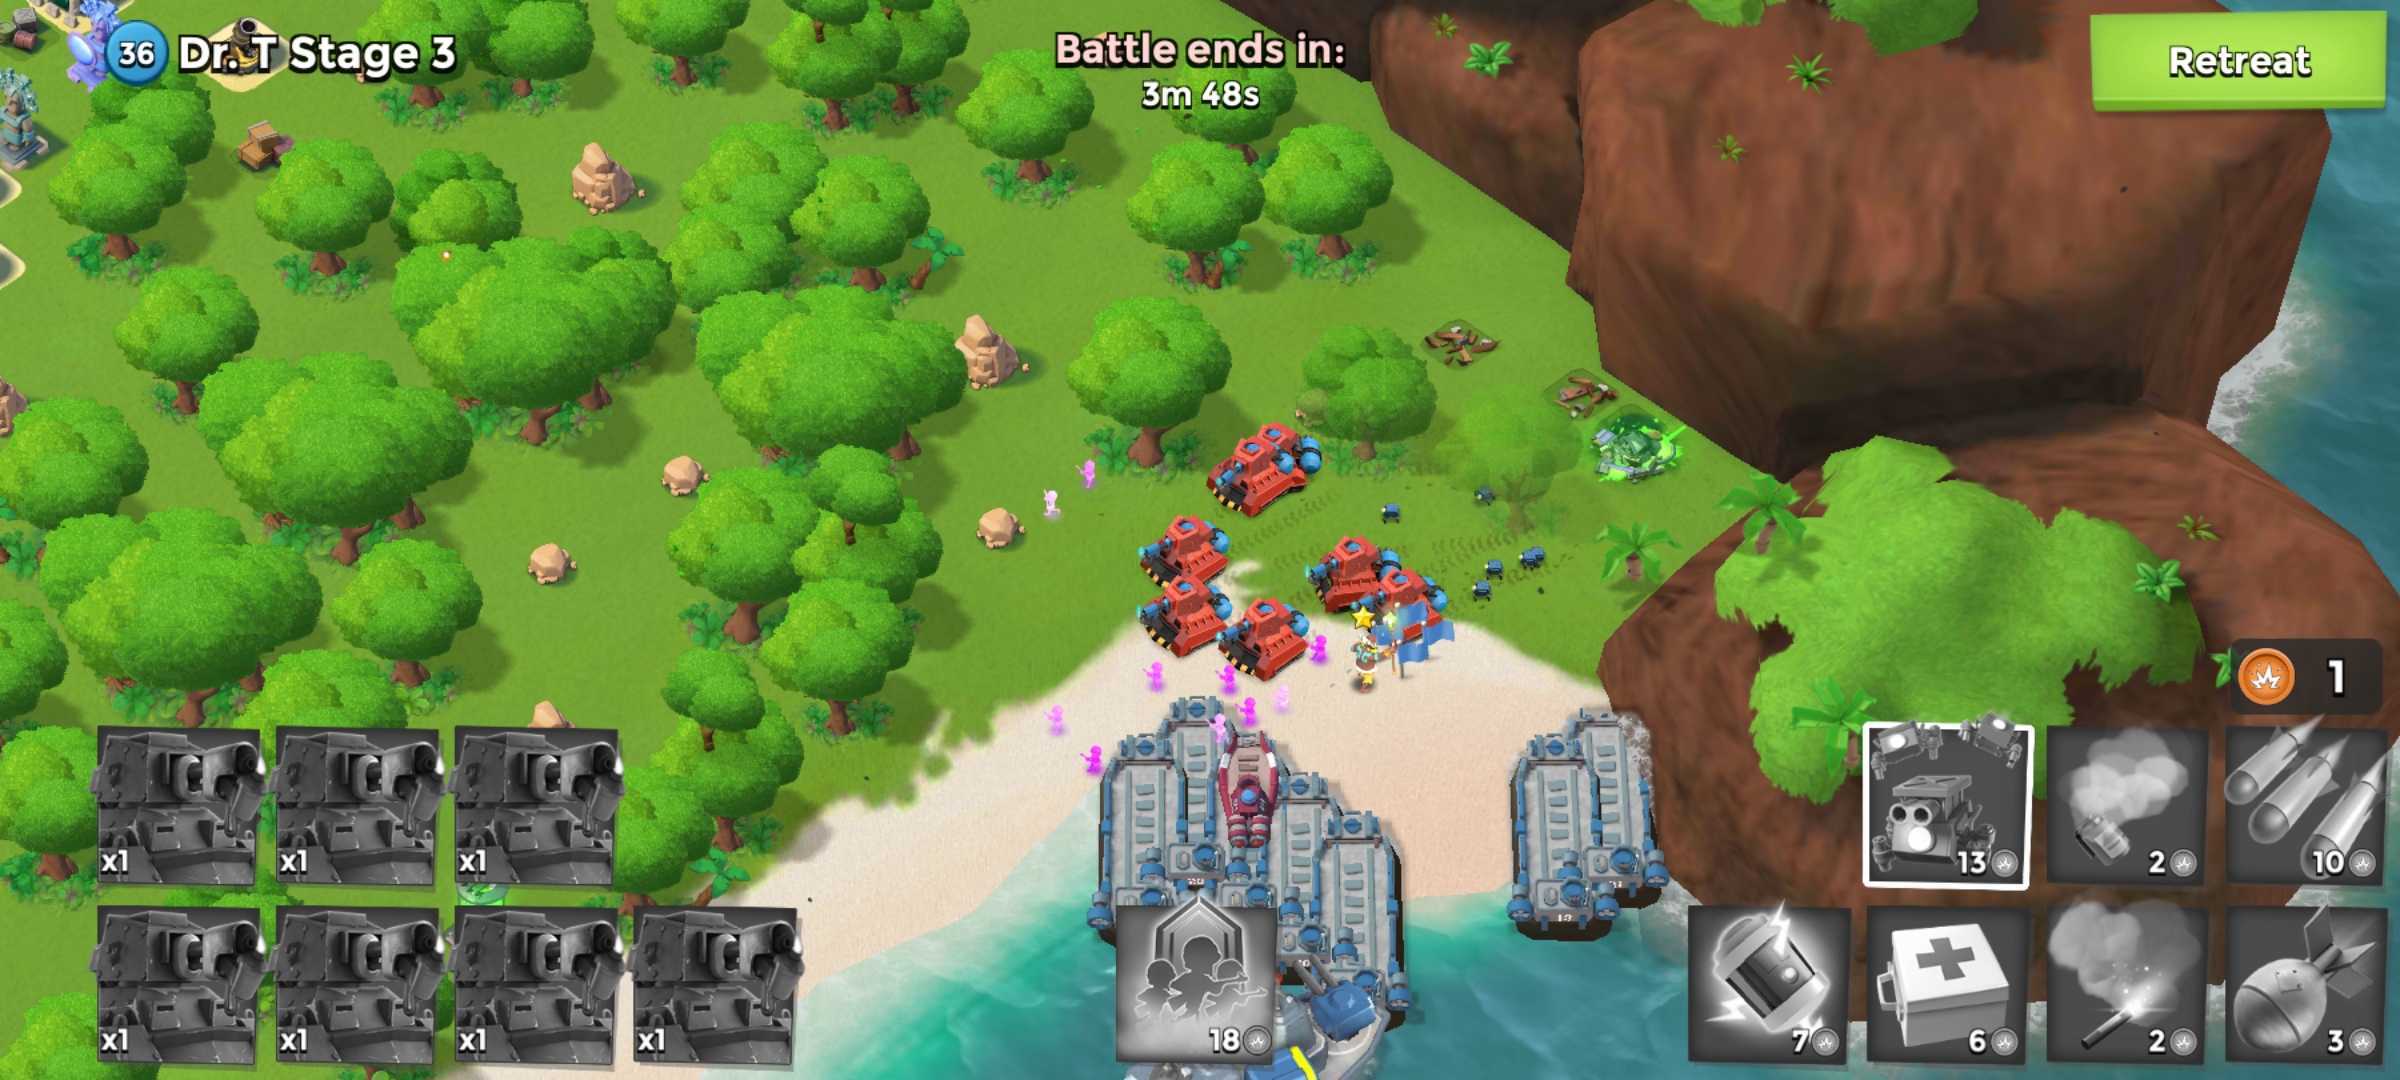 36 Dr. T Stage 3
Battle ends in:
3m 48s
Retreat
1
x1 x1 x1
13 2 10
x1 x1 x1 x1
18
7 6 2 3